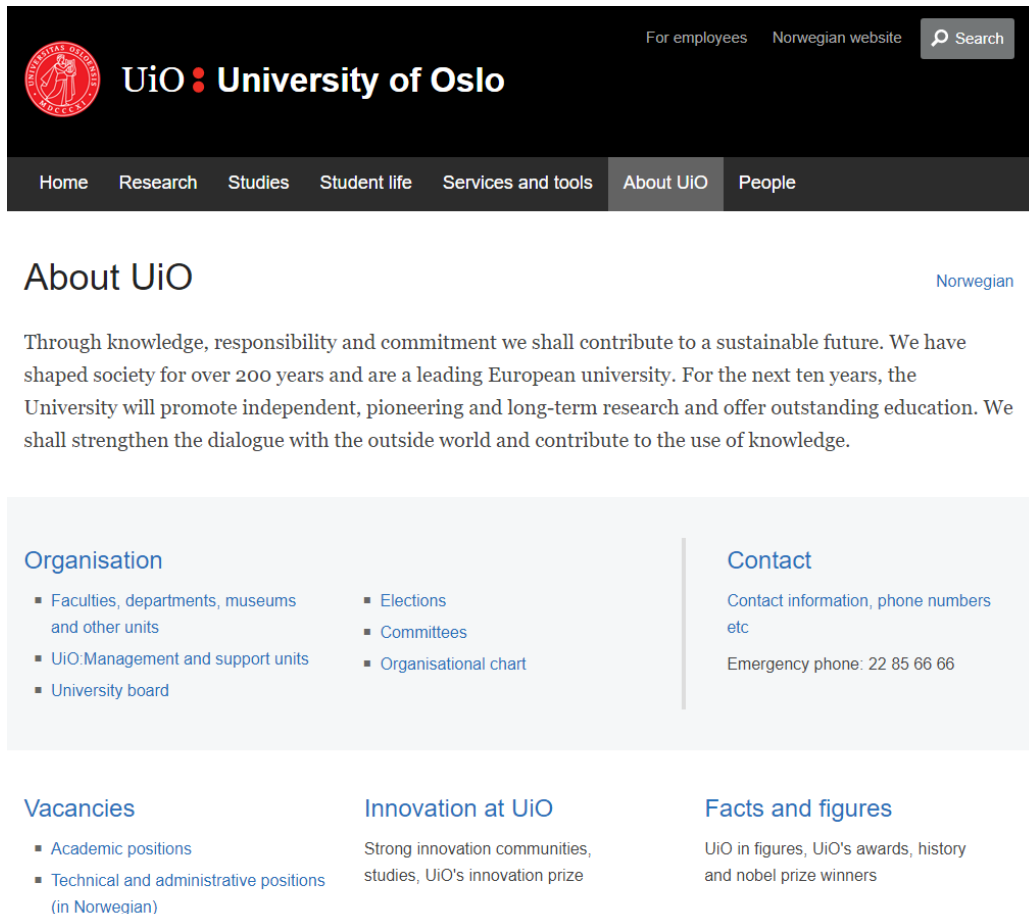 For employees
Norwegian website
Search
UNIVERSITAS OSLOENSIS
MDCCCXI
UiO: University of Oslo
Home
Research
Studies
Student life
Services and tools
About UiO
People
About UiO
Norwegian
Through knowledge, responsibility and commitment we shall contribute to a sustainable future. We have
shaped society for over 200 years and are a leading European university. For the next ten years, the
University will promote independent, pioneering and long-term research and offer outstanding education. We
shall strengthen the dialogue with the outside world and contribute to the use of knowledge.
Organisation
Faculties, departments, museums
and other units
UiO:Management and support units
University board
Elections
Committees
Organisational chart
Contact
Contact information, phone numbers
etc
Emergency phone: 22 85 66 66
Vacancies
Academic positions
Technical and administrative positions
(in Norwegian)
Innovation at UiO
Strong innovation communities,
studies, UiO's innovation prize
Facts and figures
UiO in figures, UiO's awards, history
and nobel prize winners